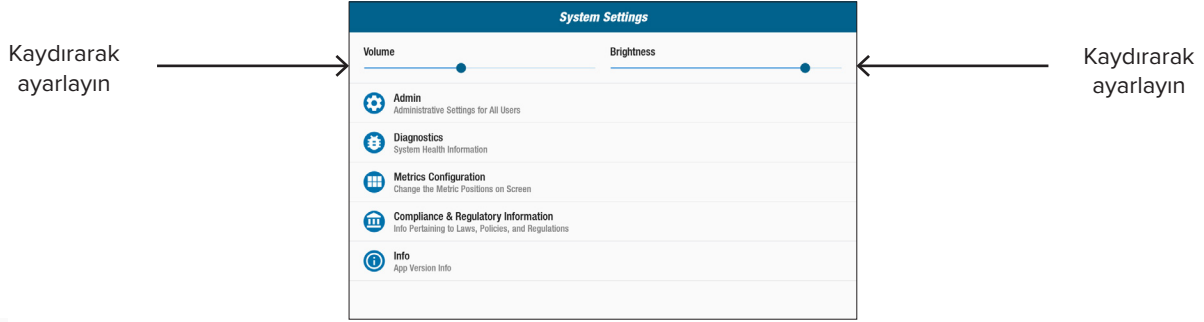 System Settings
Kaydırarak
ayarlayın
Volume
Brightness
Kaydırarak
ayarlayın
Admin
Administrative Settings for All Users
Diagnostics
System Health Information
Metrics Configuration
Change the Metric Positions on Screen
Compliance & Regulatory Information
Info Pertaining to Laws, Policies, and Regulations
Info
App Version Info